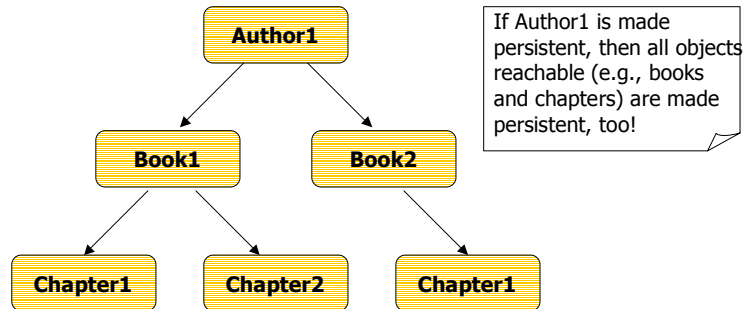 Author1
If Author1 is made
persistent, then all objects
reachable (e.g., books
and chapters) are made
persistent, too!
Book1
Book2
Chapter1
Chapter2
Chapter1